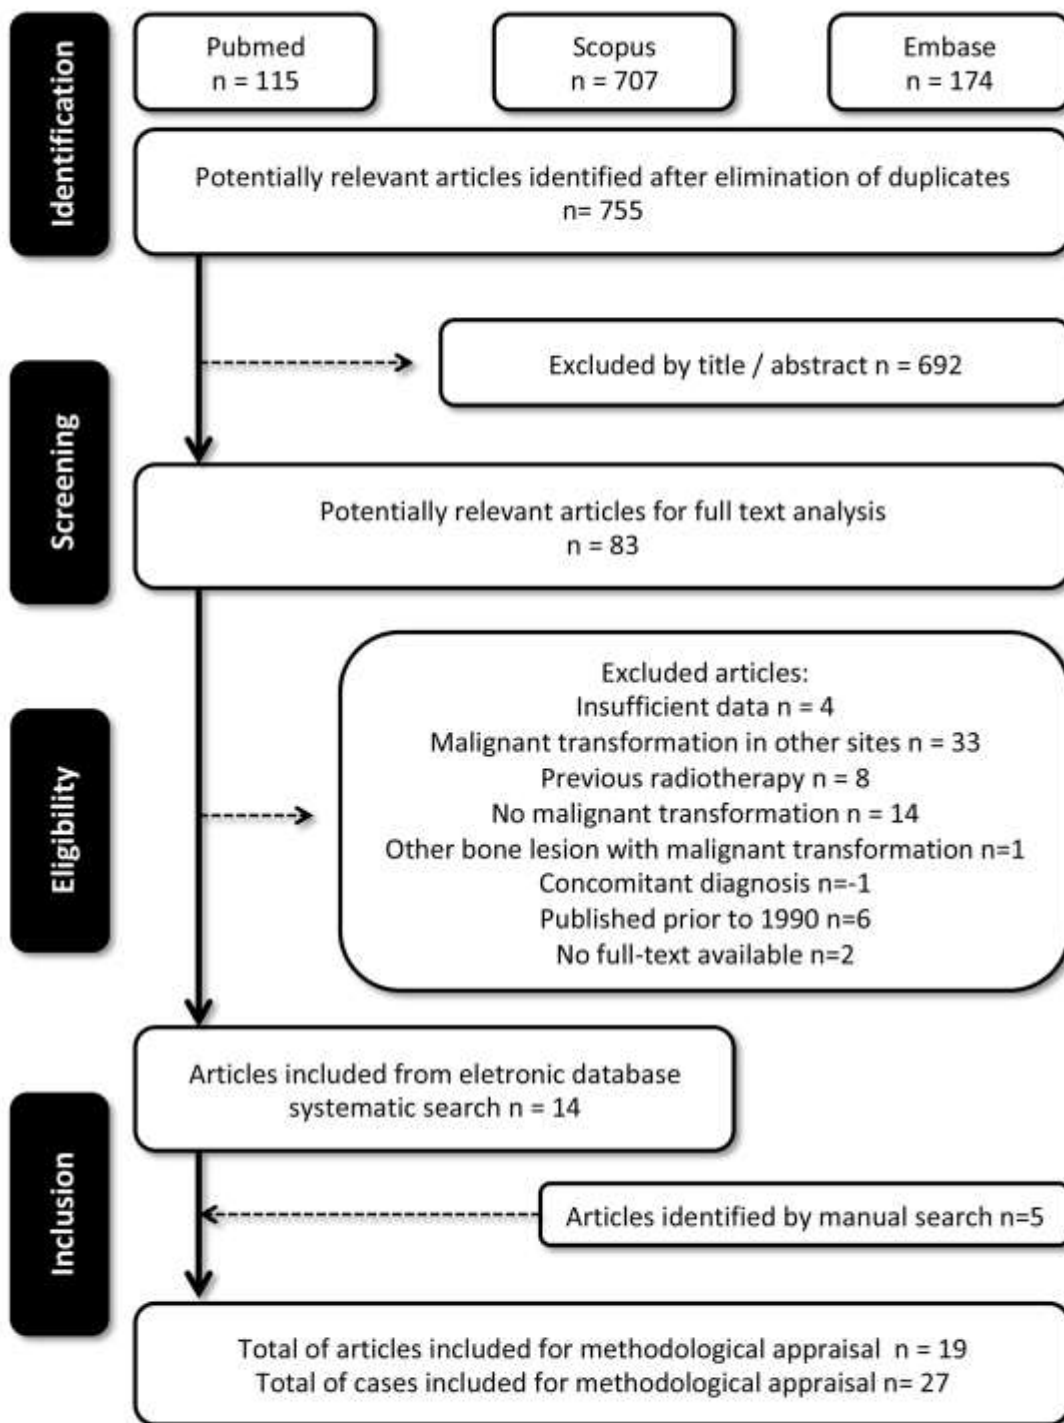 Identification
Pubmed
n = 115
Scopus
n = 707
Embase
n = 174
Potentially relevant articles identified after elimination of duplicates
n= 755
Screening
Excluded by title / abstract n = 692
Potentially relevant articles for full text analysis
n = 83
Eligibility
Excluded articles:
Insufficient data n = 4
Malignant transformation in other sites n = 33
Previous radiotherapy n = 8
No malignant transformation n = 14
Other bone lesion with malignant transformation n=1
Concomitant diagnosis n=-1
Published prior to 1990 n=6
No full-text available n=2
Inclusion
Articles included from eletronic database
systematic search n = 14
Articles identified by manual search n=5
Total of articles included for methodological appraisal n = 19
Total of cases included for methodological appraisal n= 27